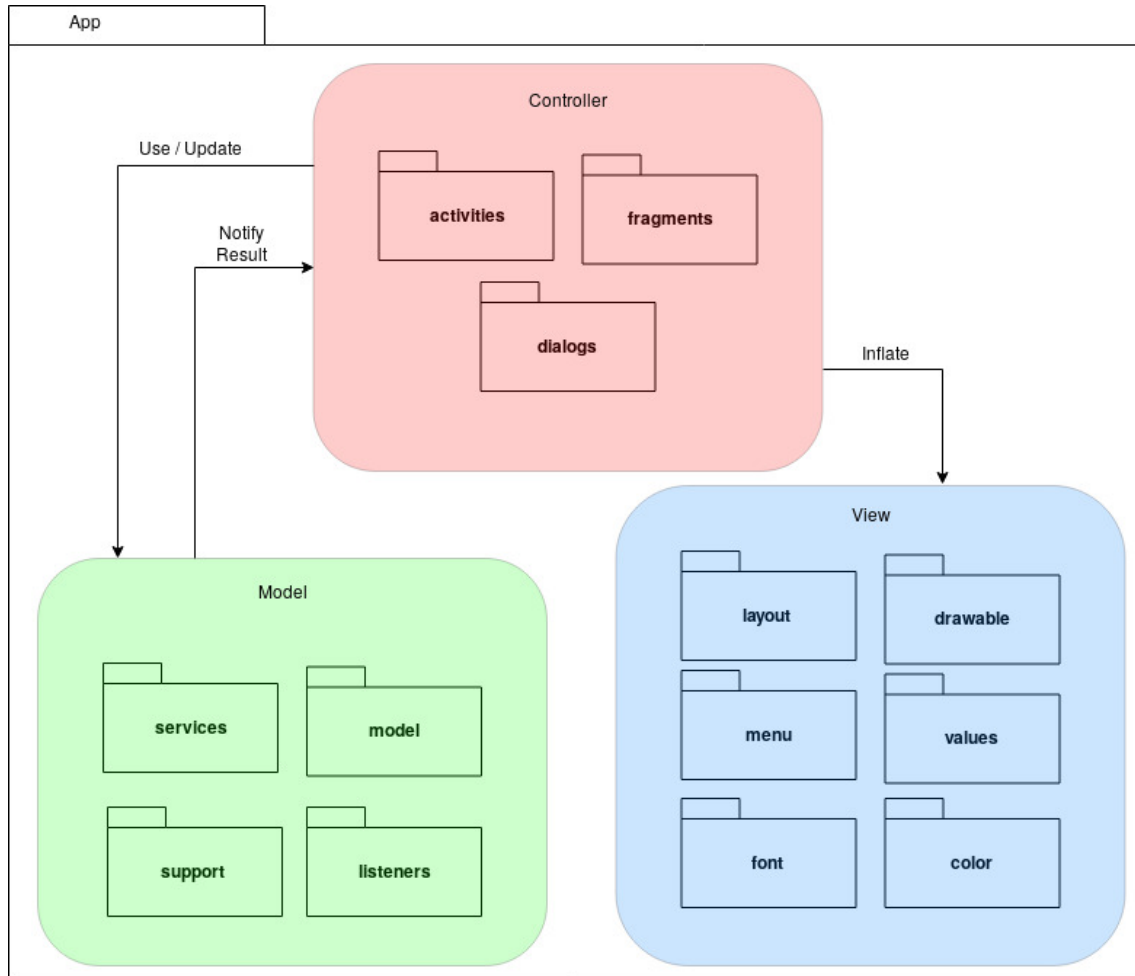 App
Controller
Use / Update
activities
fragments
Notify
Result
dialogs
Inflate
View
Model
layout
drawable
services
model
menu
values
support
listeners
font
color